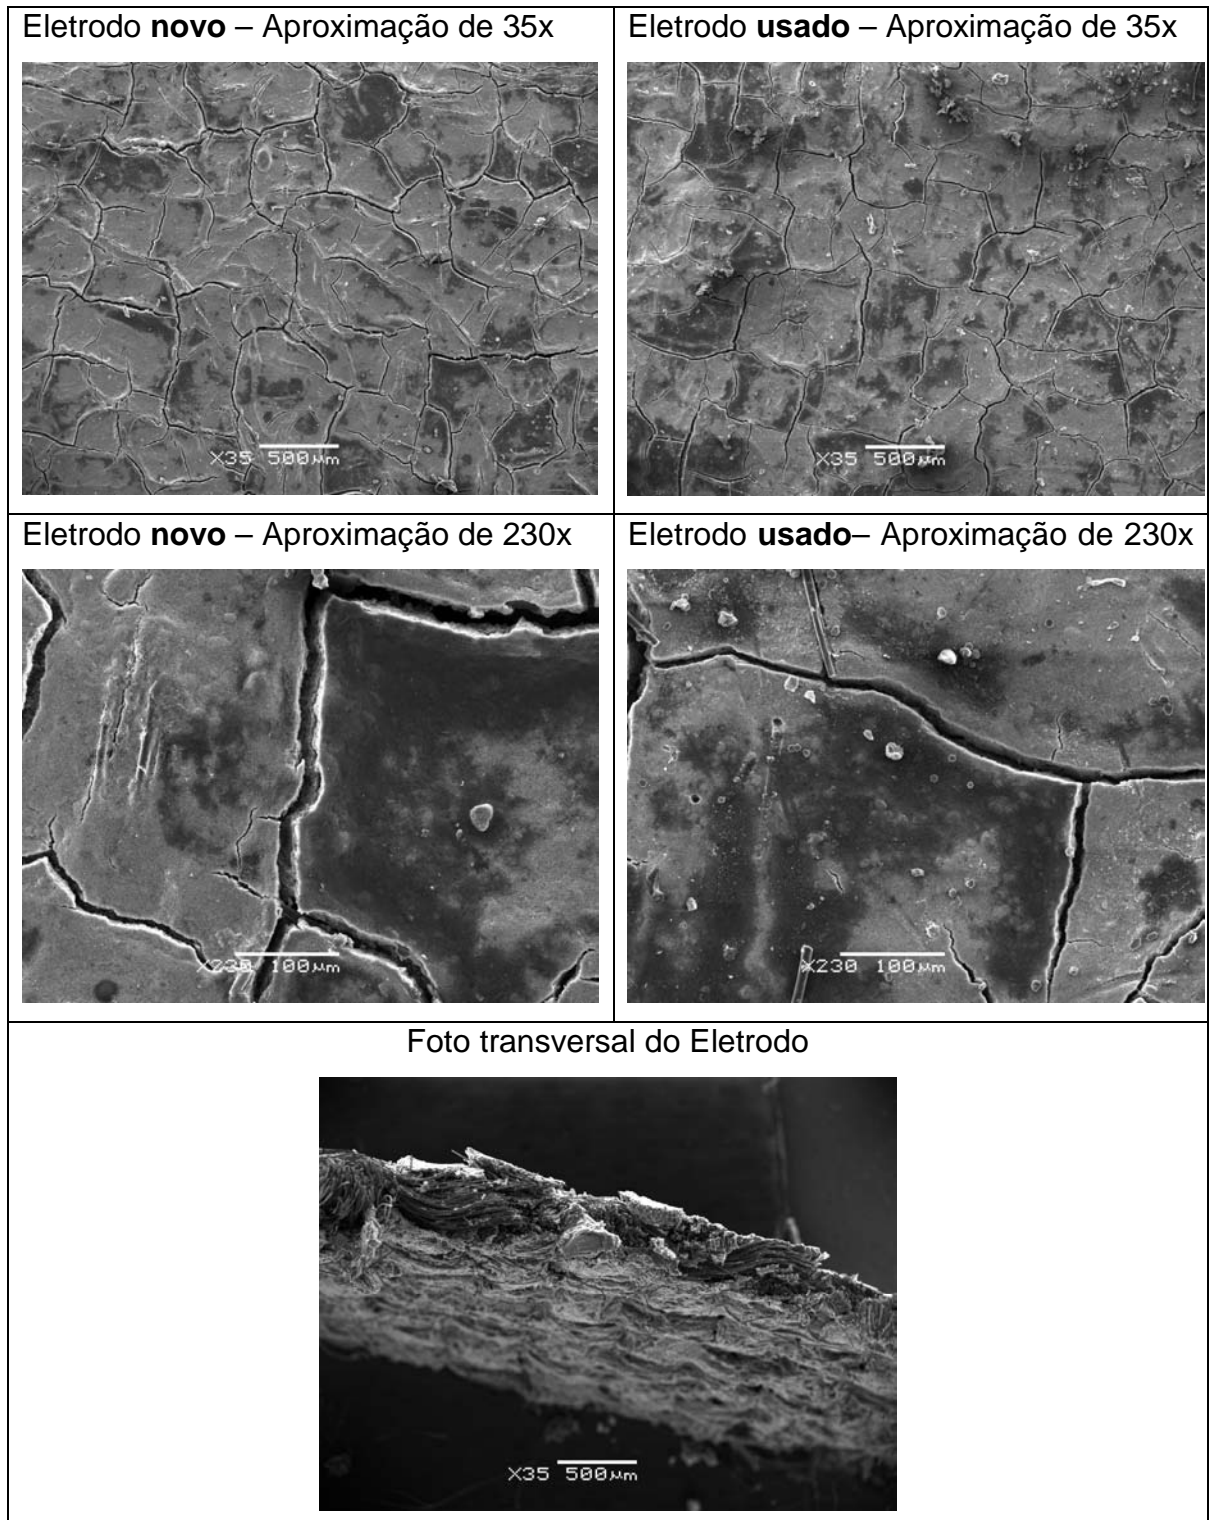 Eletrodo novo – Aproximação de 35x
Eletrodo usado – Aproximação de 35x
X35 500µm
X35 500µm
Eletrodo novo – Aproximação de 230x
Eletrodo usado– Aproximação de 230x
X230 100µm
X230 100µm
Foto transversal do Eletrodo
X35 500µm